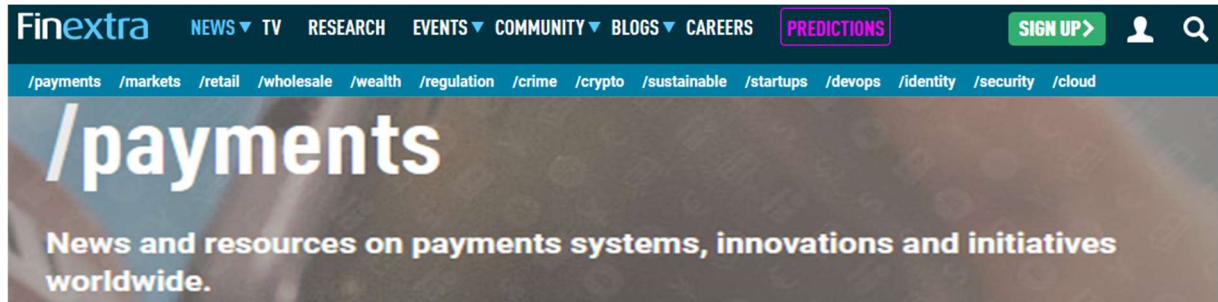 Finextra NEWS TV RESEARCH EVENTS COMMUNITY BLOGS CAREERS PREDICTIONS SIGN UP>
/payments /markets /retail /wholesale /wealth /regulation /crime /crypto /sustainable /startups /devops /identity /security /cloud
/payments
News and resources on payments systems, innovations and initiatives
worldwide.